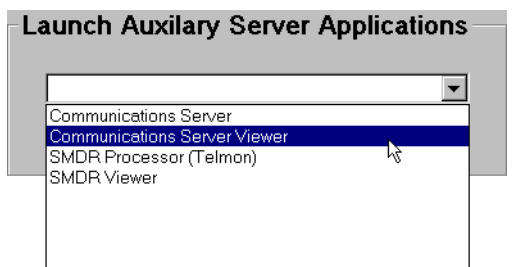 Launch Auxilary Server Applications
Communications Server
Communications Server Viewer
SMDR Processor (Telmon)
SMDR Viewer